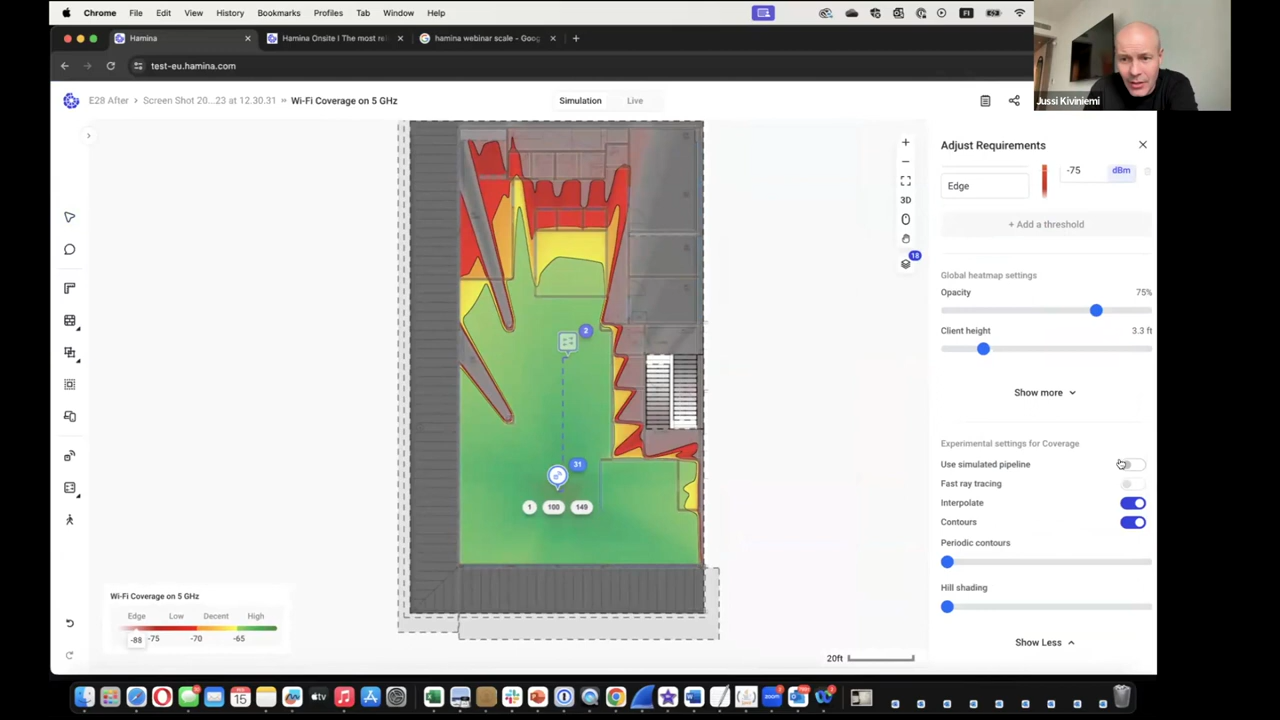 Chrome File Edit View History Bookmarks Profiles Tab Window Help
FI
Hamina
Hamina Onsite | The most re
hamina webinar scale - Goog
test-eu.hamina.com
Jussi Kiviniemi
E28 After > Screen Shot 20...23 at 12.30.31 » Wi-Fi Coverage on 5 GHz
Simulation Live
3D
18
2
31
1 100 149
Wi-Fi Coverage on 5 GHz
Edge Low Decent High
-88 -75 -70 -65
20ft
Adjust Requirements
-75 dBm
Edge
+ Add a threshold
Global heatmap settings
Opacity 75%
Client height 3.3 ft
Show more
Experimental settings for Coverage
Use simulated pipeline
Fast ray tracing
Interpolate
Contours
Periodic contours
Hill shading
Show Less
tv
15
zoom